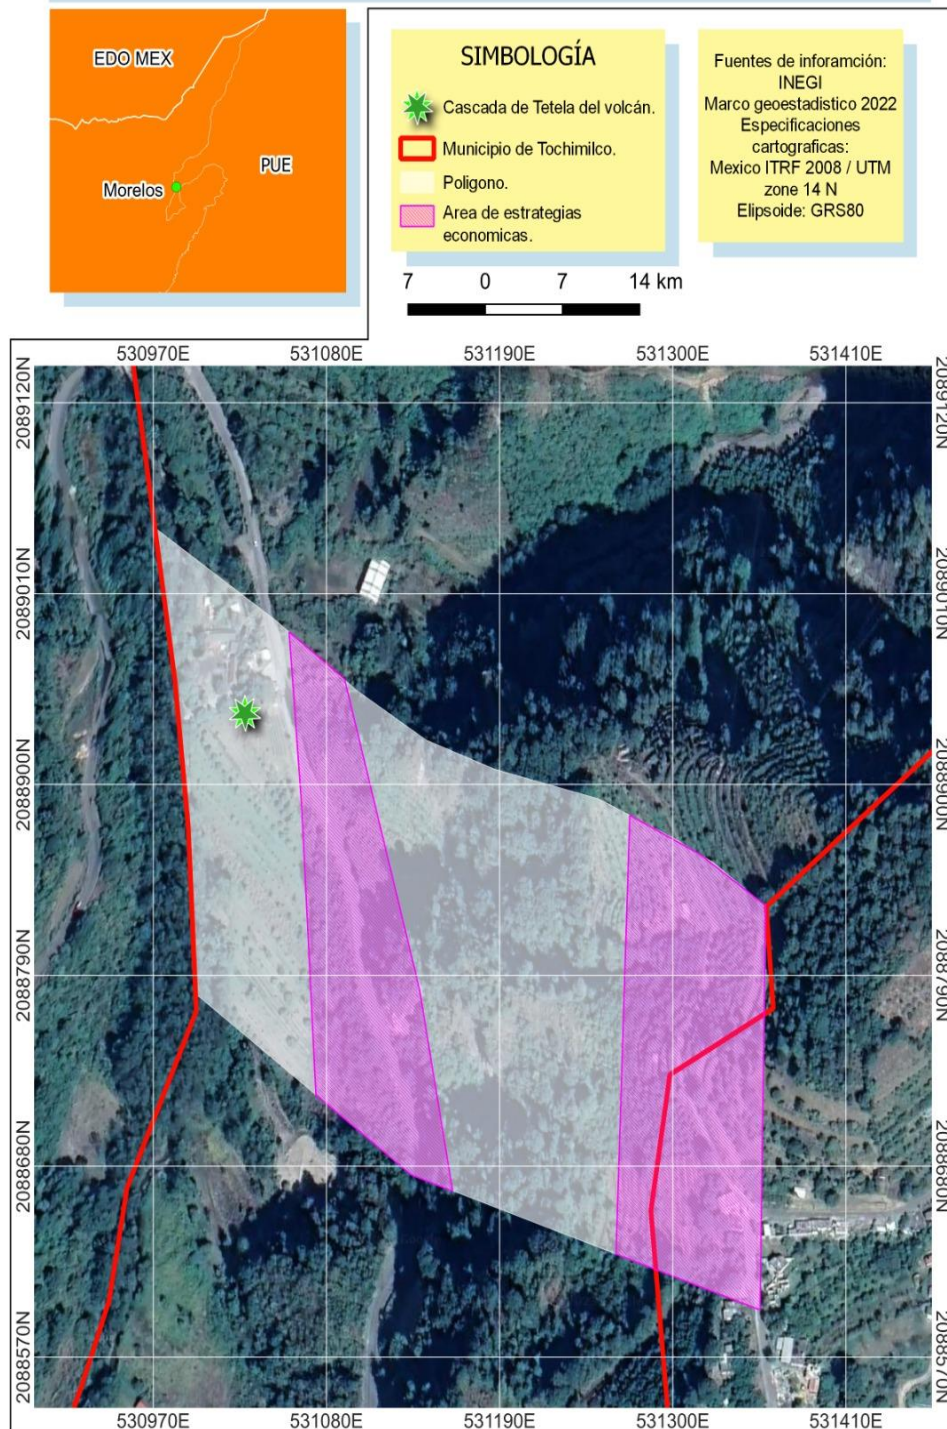 EDO MEX
PUE
Morelos
SIMBOLOGÍA
Cascada de Tetela del volcán.
Municipio de Tochimilco.
Poligono.
Area de estrategias
economicas.
Fuentes de inforamción:
INEGI
Marco geoestadistico 2022
Especificaciones
cartograficas:
Mexico ITRF 2008 / UTM
zone 14 N
Elipsoide: GRS80
7 0 7 14 km
530970E 531080E 531190E 531300E 531410E
2089120N 2089120N
2089010N 2089010N
2088900N 2088900N
2088790N 2088790N
2088680N 2088680N
2088570N 2088570N
530970E 531080E 531190E 531300E 531410E